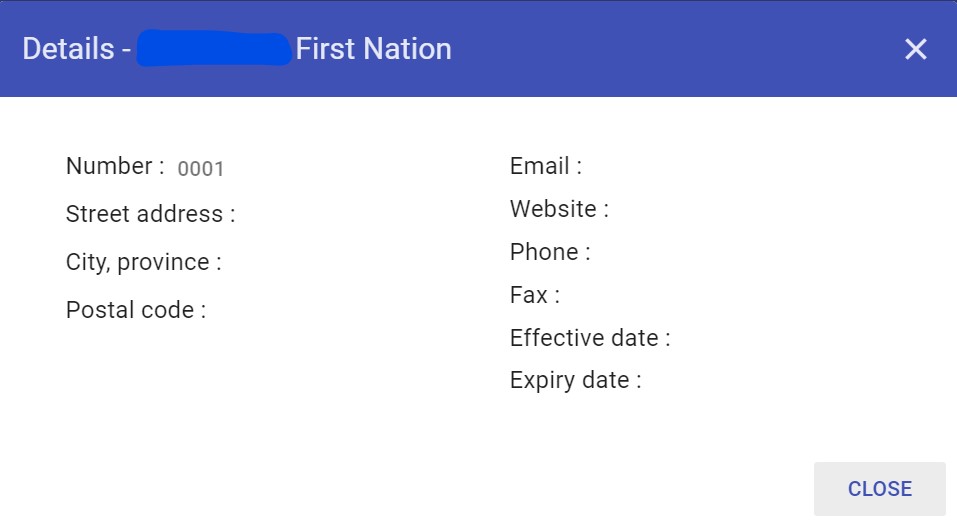 Details - First Nation
Number : 0001
Street address :
City, province :
Postal code :
Email :
Website :
Phone :
Fax :
Effective date :
Expiry date :
CLOSE